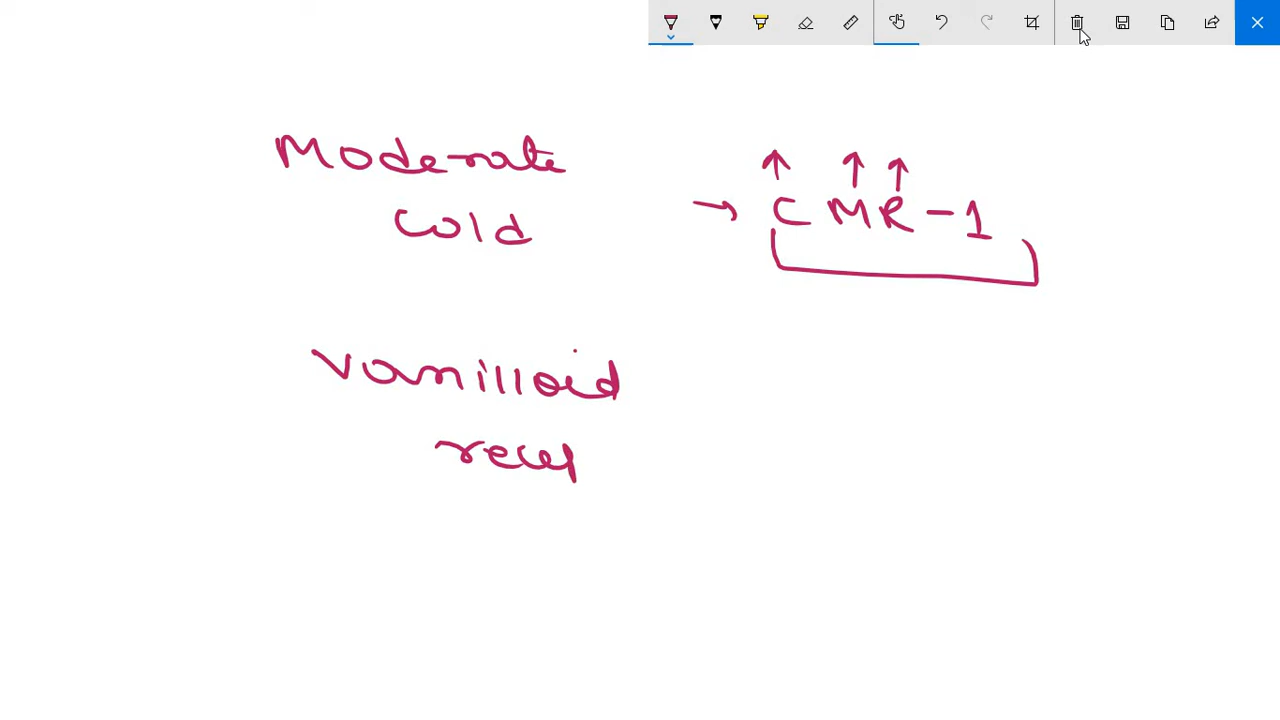 Moderate
cold
→ CMR-1
Vanilloid
recep